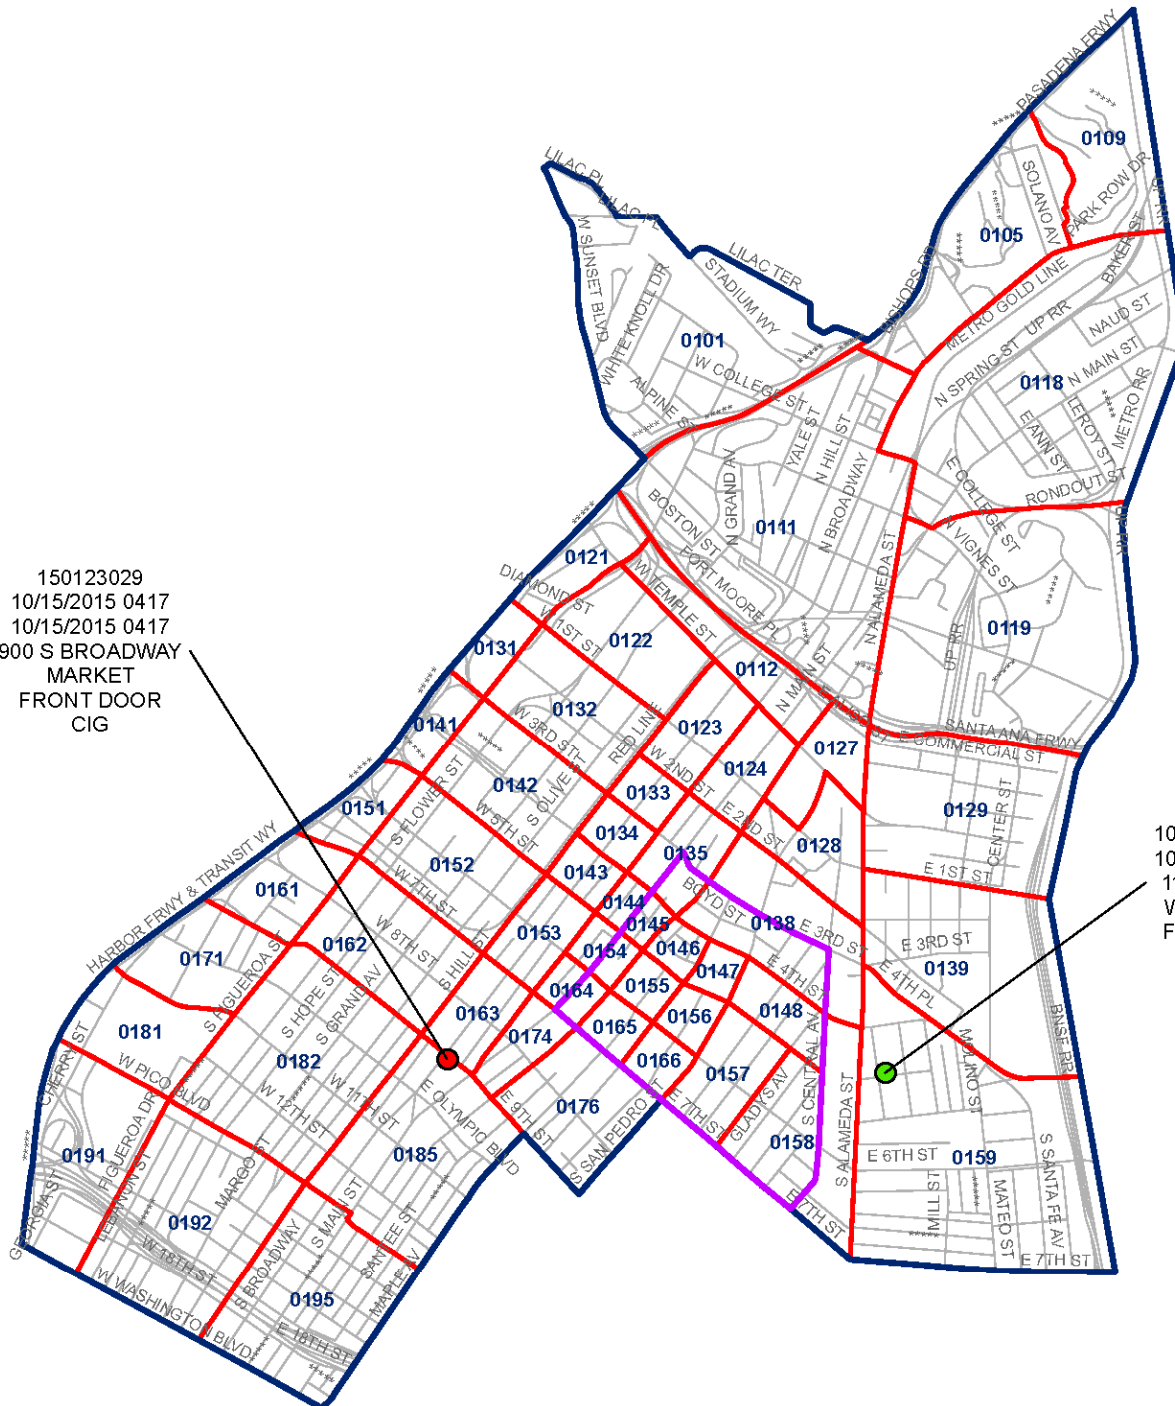 PASADENA FRWY
*****
*****
0109
SOLANO AV
PARK ROW DR
UP RR
LILAC PL
LILAC PL
LILAC TER
W SUNSET BLVD
WHITE KNOLL DR
STADIUM WY
BISHOPS RD
*****
*****
0105
METRO GOLD LINE
BAKER ST
UP RR
N SPRING ST
NAUD ST
N MAIN ST
0101
W COLLEGE ST
ALPINE ST
*****
*****
*****
*****
0118
LEROY ST
E ANN ST
METRO RR
*****
YALE ST
N HILL ST
N GRAND AV
N BROADWAY
E COLLEGE ST
RONDOUT ST
BOSTON ST
0111
N VIGNES ST
UP RR
*****
0121
FORT MOORE PL
N ALAMEDA ST
*****
150123029
10/15/2015 0417
10/15/2015 0417
900 S BROADWAY
MARKET
FRONT DOOR
CIG
DIAMOND ST
W TEMPLE ST
W 1ST ST
0122
0119
UP RR
*****
*****
0131
0112
N MAIN ST
*****
*****
0132
RED LINE
0123
0127
SANTA ANA FRWY
E COMMERCIAL ST
0141
*****
*****
W 3RD ST
W 2ND ST
0124
0142
S OLIVE ST
0133
E 2ND ST
0129
CENTER ST
*****
0151
S FLOWER ST
W 5TH ST
0134
0128
HARBOR FRWY & TRANSIT WY
0152
0135
0143
E 1ST ST
0161
W 7TH ST
BOYD ST
0144
0138
E 3RD ST
E 3RD ST
0171
0162
W 8TH ST
0153
0145
0146
0154
0147
E 4TH ST
E 4TH PL
0139
S FIGUEROA ST
S HOPE ST
S GRAND AV
S HILL ST
0164
0155
0156
0148
0163
0174
0165
0181
0182
0166
0157
S CENTRAL AV
GLADYS AV
MOLINO ST
BNSF RR
CHERRY ST
W PICO BLVD
W 12TH ST
*****
W 11TH ST
E OLYMPIC BLVD
E 9TH ST
0176
S SAN PEDRO
E 7TH ST
S ALAMEDA ST
0158
E 6TH ST
0159
*****
0191
FIGUEROA DR
LEBANON ST
MARGO ST
0185
S SANTA FE AV
GEORGIA ST
*****
0192
W 18TH ST
S BROADWAY
S MAIN ST
SANTEE ST
*****
MAPLE AV
E 7TH ST
MILL ST
*****
*****
MATEO ST
E 7TH ST
W WASHINGTON BLVD
0195
*****
E 18TH ST
*****
*****
10
10
11
F